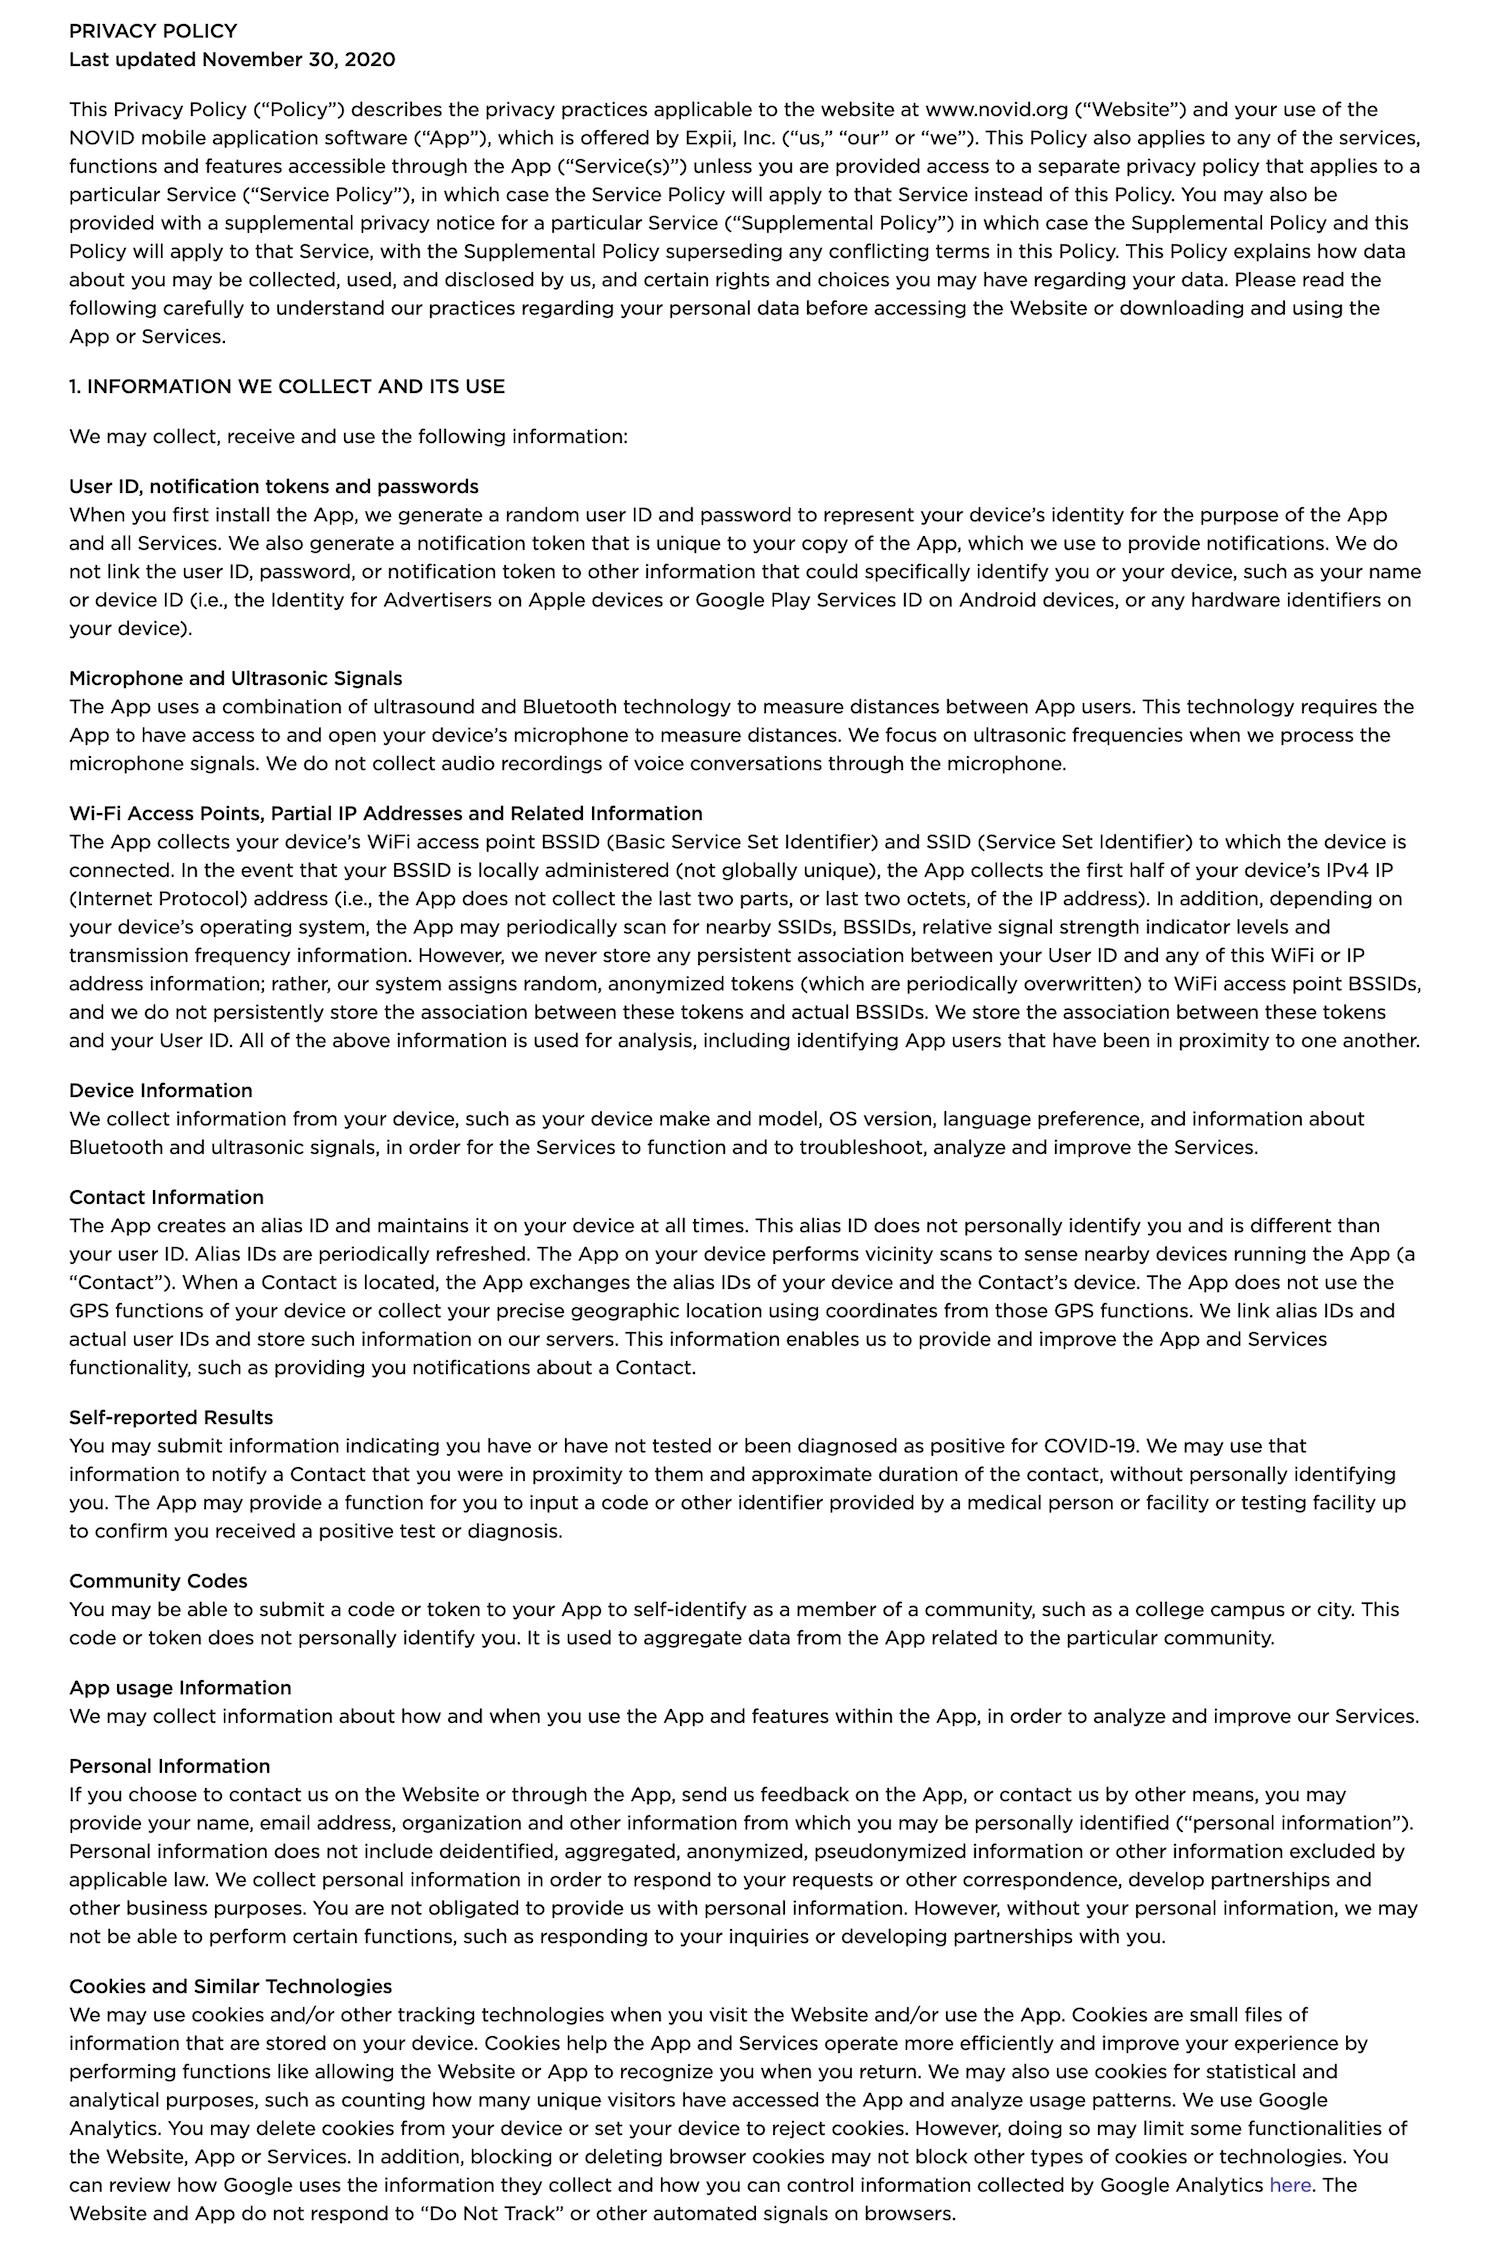 PRIVACY POLICY
Last updated November 30, 2020
This Privacy Policy (“Policy”) describes the privacy practices applicable to the website at www.novid.org (“Website”) and your use of the
NOVID mobile application software (“App”), which is offered by Expii, Inc. (“us,” “our” or “we”). This Policy also applies to any of the services,
functions and features accessible through the App (“Service(s)”) unless you are provided access to a separate privacy policy that applies to a
particular Service (“Service Policy”), in which case the Service Policy will apply to that Service instead of this Policy. You may also be
provided with a supplemental privacy notice for a particular Service (“Supplemental Policy”) in which case the Supplemental Policy and this
Policy will apply to that Service, with the Supplemental Policy superseding any conflicting terms in this Policy. This Policy explains how data
about you may be collected, used, and disclosed by us, and certain rights and choices you may have regarding your data. Please read the
following carefully to understand our practices regarding your personal data before accessing the Website or downloading and using the
App or Services.
1. INFORMATION WE COLLECT AND ITS USE
We may collect, receive and use the following information:
User ID, notification tokens and passwords
When you first install the App, we generate a random user ID and password to represent your device’s identity for the purpose of the App
and all Services. We also generate a notification token that is unique to your copy of the App, which we use to provide notifications. We do
not link the user ID, password, or notification token to other information that could specifically identify you or your device, such as your name
or device ID (i.e., the Identity for Advertisers on Apple devices or Google Play Services ID on Android devices, or any hardware identifiers on
your device).
Microphone and Ultrasonic Signals
The App uses a combination of ultrasound and Bluetooth technology to measure distances between App users. This technology requires the
App to have access to and open your device’s microphone to measure distances. We focus on ultrasonic frequencies when we process the
microphone signals. We do not collect audio recordings of voice conversations through the microphone.
Wi-Fi Access Points, Partial IP Addresses and Related Information
The App collects your device’s WiFi access point BSSID (Basic Service Set Identifier) and SSID (Service Set Identifier) to which the device is
connected. In the event that your BSSID is locally administered (not globally unique), the App collects the first half of your device’s IPv4 IP
(Internet Protocol) address (i.e., the App does not collect the last two parts, or last two octets, of the IP address). In addition, depending on
your device’s operating system, the App may periodically scan for nearby SSIDs, BSSIDs, relative signal strength indicator levels and
transmission frequency information. However, we never store any persistent association between your User ID and any of this WiFi or IP
address information; rather, our system assigns random, anonymized tokens (which are periodically overwritten) to WiFi access point BSSIDs,
and we do not persistently store the association between these tokens and actual BSSIDs. We store the association between these tokens
and your User ID. All of the above information is used for analysis, including identifying App users that have been in proximity to one another.
Device Information
We collect information from your device, such as your device make and model, OS version, language preference, and information about
Bluetooth and ultrasonic signals, in order for the Services to function and to troubleshoot, analyze and improve the Services.
Contact Information
The App creates an alias ID and maintains it on your device at all times. This alias ID does not personally identify you and is different than
your user ID. Alias IDs are periodically refreshed. The App on your device performs vicinity scans to sense nearby devices running the App (a
“Contact”). When a Contact is located, the App exchanges the alias IDs of your device and the Contact’s device. The App does not use the
GPS functions of your device or collect your precise geographic location using coordinates from those GPS functions. We link alias IDs and
actual user IDs and store such information on our servers. This information enables us to provide and improve the App and Services
functionality, such as providing you notifications about a Contact.
Self-reported Results
You may submit information indicating you have or have not tested or been diagnosed as positive for COVID-19. We may use that
information to notify a Contact that you were in proximity to them and approximate duration of the contact, without personally identifying
you. The App may provide a function for you to input a code or other identifier provided by a medical person or facility or testing facility up
to confirm you received a positive test or diagnosis.
Community Codes
You may be able to submit a code or token to your App to self-identify as a member of a community, such as a college campus or city. This
code or token does not personally identify you. It is used to aggregate data from the App related to the particular community.
App usage Information
We may collect information about how and when you use the App and features within the App, in order to analyze and improve our Services.
Personal Information
If you choose to contact us on the Website or through the App, send us feedback on the App, or contact us by other means, you may
provide your name, email address, organization and other information from which you may be personally identified (“personal information”).
Personal information does not include deidentified, aggregated, anonymized, pseudonymized information or other information excluded by
applicable law. We collect personal information in order to respond to your requests or other correspondence, develop partnerships and
other business purposes. You are not obligated to provide us with personal information. However, without your personal information, we may
not be able to perform certain functions, such as responding to your inquiries or developing partnerships with you.
Cookies and Similar Technologies
We may use cookies and/or other tracking technologies when you visit the Website and/or use the App. Cookies are small files of
information that are stored on your device. Cookies help the App and Services operate more efficiently and improve your experience by
performing functions like allowing the Website or App to recognize you when you return. We may also use cookies for statistical and
analytical purposes, such as counting how many unique visitors have accessed the App and analyze usage patterns. We use Google
Analytics. You may delete cookies from your device or set your device to reject cookies. However, doing so may limit some functionalities of
the Website, App or Services. In addition, blocking or deleting browser cookies may not block other types of cookies or technologies. You
can review how Google uses the information they collect and how you can control information collected by Google Analytics here. The
Website and App do not respond to “Do Not Track” or other automated signals on browsers.